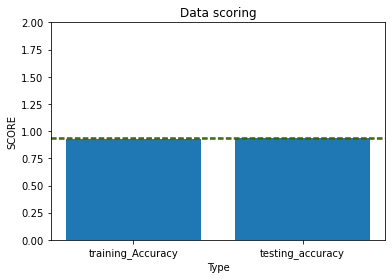 Data scoring
2.00
1.75
1.50
1.25
1.00
0.75
0.50
0.25
0.00
SCORE
training_Accuracy
testing_accuracy
Type